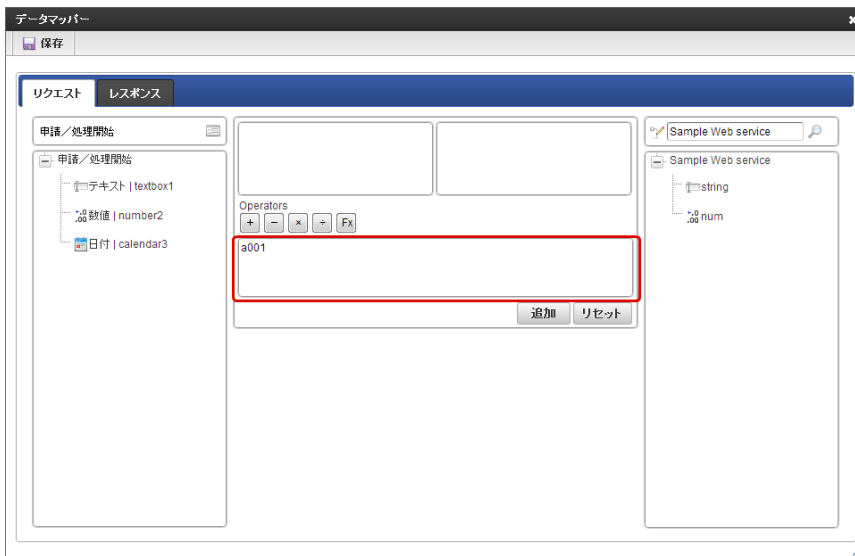 データマッパー
保存
リクエスト レスポンス
申請／処理開始
申請／処理開始
テキスト | textbox1
数値 | number2
日付 | calendar3
Operators
+ − × ÷ Fx
a001
追加 リセット
Sample Web service
Sample Web service
string
num